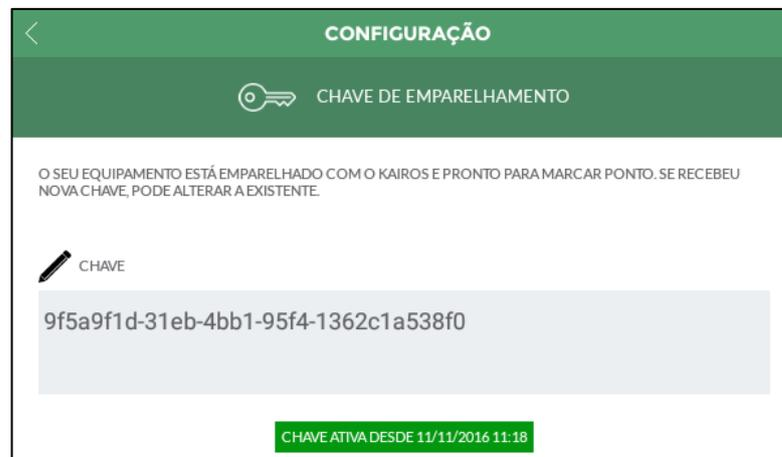 CONFIGURAÇÃO
CHAVE DE EMPARELHAMENTO
O SEU EQUIPAMENTO ESTÁ EMPARELHADO COM O KAIROS E PRONTO PARA MARCAR PONTO. SE RECEBEU
NOVA CHAVE, PODE ALTERAR A EXISTENTE.
CHAVE
9f5a9f1d-31eb-4bb1-95f4-1362c1a538f0
CHAVE ATIVA DESDE 11/11/2016 11:18